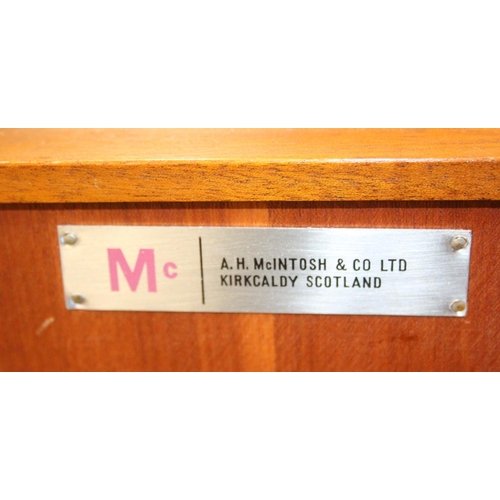 Mc
A.H. McINTOSH & CO LTD
KIRKCALDY SCOTLAND